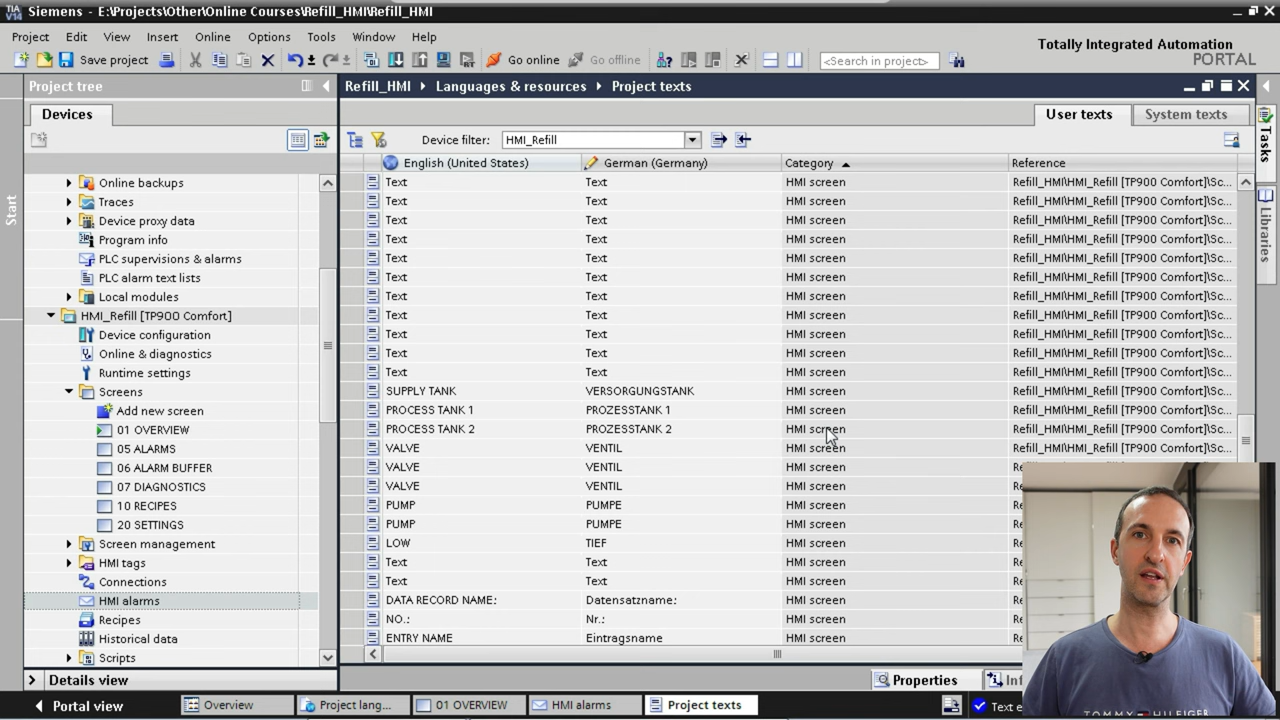 TIA
V14
Siemens - E:\Projects\Other\Online Courses\Refill_HMI\Refill_HMI
Project Edit View Insert Online Options Tools Window Help
Totally Integrated Automation
PORTAL
Save project
Go online
Go offline
<Search in project>
Project tree
Refill_HMI Languages & resources Project texts
Devices
User texts
System texts
Device filter: HMI_Refill
English (United States) German (Germany) Category Reference
Start
Tasks
Libraries
Online backups
Traces
Device proxy data
Program info
PLC supervisions & alarms
PLC alarm text lists
Local modules
HMI_Refill [TP900 Comfort]
Device configuration
Online & diagnostics
Runtime settings
Screens
Add new screen
01 OVERVIEW
05 ALARMS
06 ALARM BUFFER
07 DIAGNOSTICS
10 RECIPES
20 SETTINGS
Screen management
HMI tags
Connections
HMI alarms
Recipes
Historical data
Scripts
Text Text HMI screen Refill_HMI\HMI_Refill [TP900 Comfort]\Sc...
Text Text HMI screen Refill_HMI\HMI_Refill [TP900 Comfort]\Sc...
Text Text HMI screen Refill_HMI\HMI_Refill [TP900 Comfort]\Sc...
Text Text HMI screen Refill_HMI\HMI_Refill [TP900 Comfort]\Sc...
Text Text HMI screen Refill_HMI\HMI_Refill [TP900 Comfort]\Sc...
Text Text HMI screen Refill_HMI\HMI_Refill [TP900 Comfort]\Sc...
Text Text HMI screen Refill_HMI\HMI_Refill [TP900 Comfort]\Sc...
Text Text HMI screen Refill_HMI\HMI_Refill [TP900 Comfort]\Sc...
Text Text HMI screen Refill_HMI\HMI_Refill [TP900 Comfort]\Sc...
Text Text HMI screen Refill_HMI\HMI_Refill [TP900 Comfort]\Sc...
Text Text HMI screen Refill_HMI\HMI_Refill [TP900 Comfort]\Sc...
SUPPLY TANK VERSORGUNGSTANK HMI screen Refill_HMI\HMI_Refill [TP900 Comfort]\Sc...
PROCESS TANK 1 PROZESSTANK 1 HMI screen Refill_HMI\HMI_Refill [TP900 Comfort]\Sc...
PROCESS TANK 2 PROZESSTANK 2 HMI screen Refill_HMI\HMI_Refill [TP900 Comfort]\Sc...
VALVE VENTIL HMI screen Refill_HMI\HMI_Refill [TP900 Comfort]\Sc...
VALVE VENTIL HMI screen Re
VALVE VENTIL HMI screen Re
PUMP PUMPE HMI screen Re
PUMP PUMPE HMI screen Re
LOW TIEF HMI screen Re
Text Text HMI screen Re
Text Text HMI screen Re
DATA RECORD NAME: Datensatzname: HMI screen Re
NO.: Nr.: HMI screen Re
ENTRY NAME Eintragsname HMI screen Re
Details view
Properties
Inf
Portal view
Overview
Project lang...
01 OVERVIEW
HMI alarms
Project texts
Text e
TOMMY HILFIGER